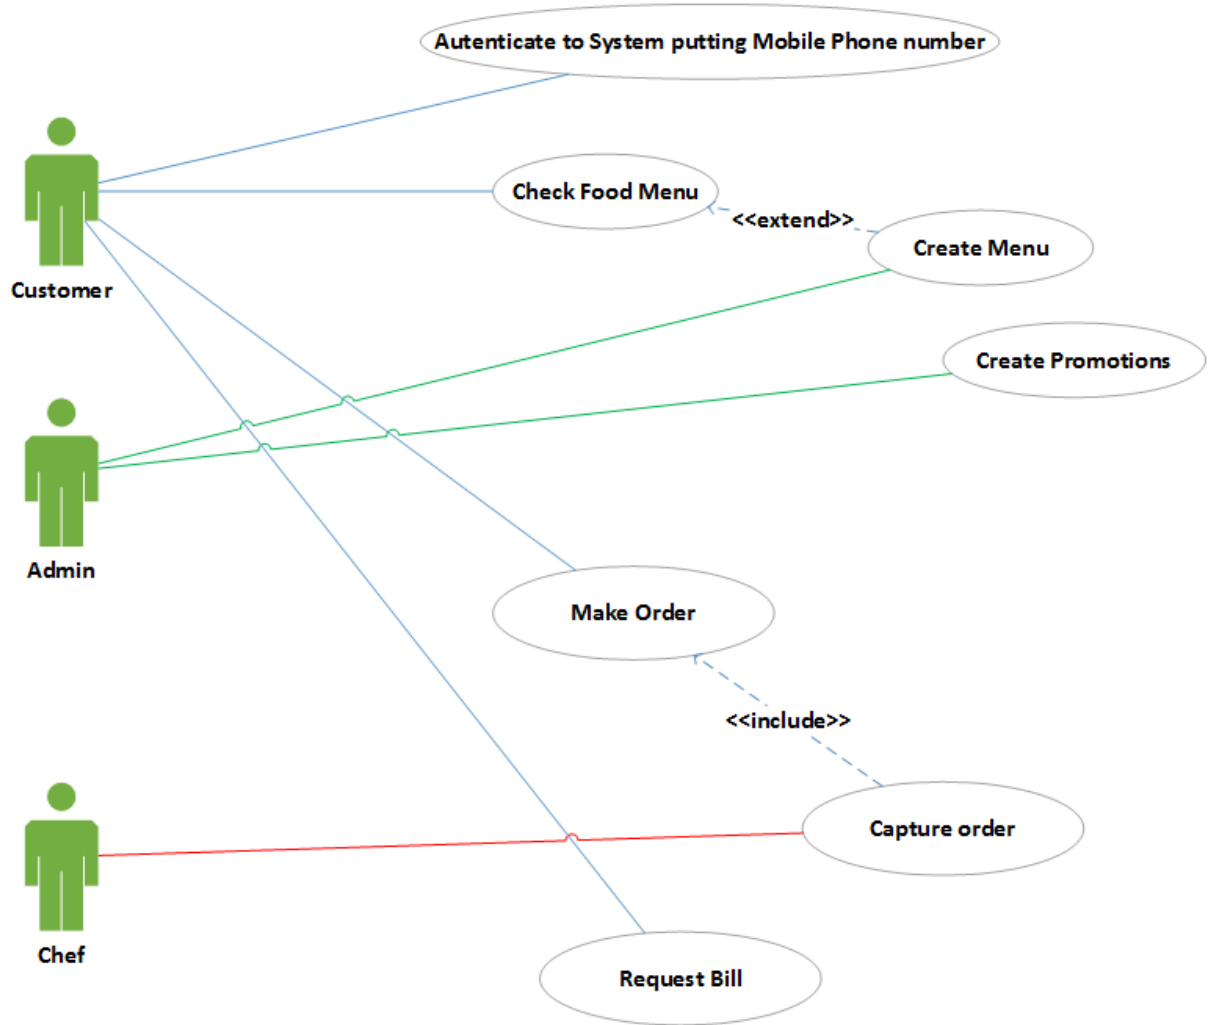 Autenticate to System putting Mobile Phone number
Check Food Menu
<<extend>>
Create Menu
Customer
Create Promotions
Admin
Make Order
<<include>>
Capture order
Chef
Request Bill